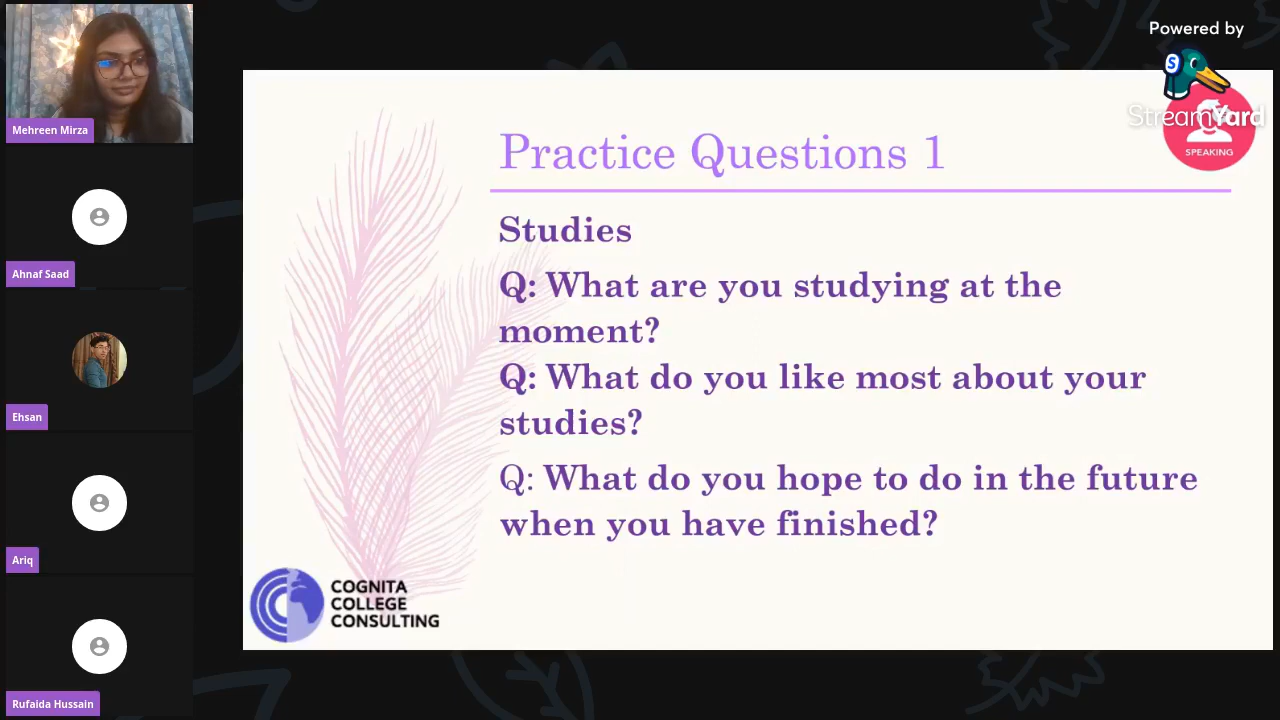 Mehreen Mirza
Ahnaf Saad
Ehsan
Ariq
Rufaida Hussain
Powered by
S
StreamYard
SPEAKING
Practice Questions 1
Studies
Q: What are you studying at the
moment?
Q: What do you like most about your
studies?
Q: What do you hope to do in the future
when you have finished?
COGNITA
COLLEGE
CONSULTING